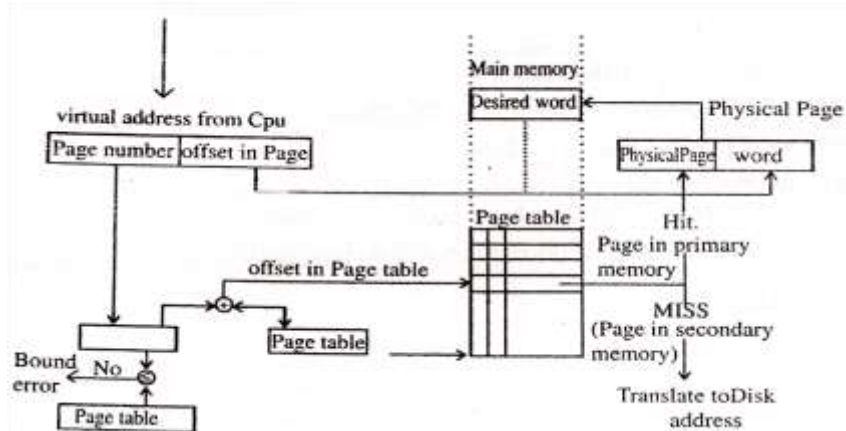 Main memory
Desired word
Physical Page
virtual address from Cpu
Page number offset in Page
PhysicalPage word
Page table
Hit.
Page in primary
memory
offset in Page table
MISS
(Page in secondary
memory)
Page table
Bound
error
No
Page table
Translate toDisk
address